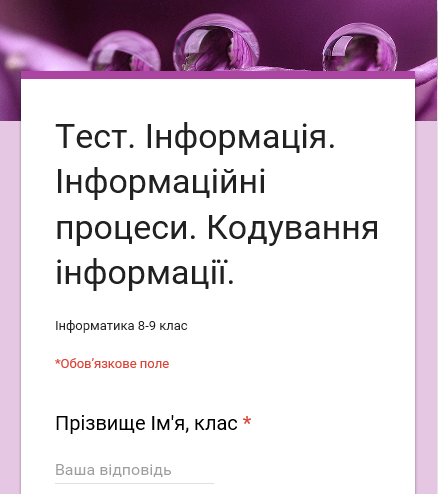 Тест. Інформація.
Інформаційні
процеси. Кодування
інформації.
Інформатика 8-9 клас
*Обов'язкове поле
Прізвище Ім'я, клас *
Ваша відповідь